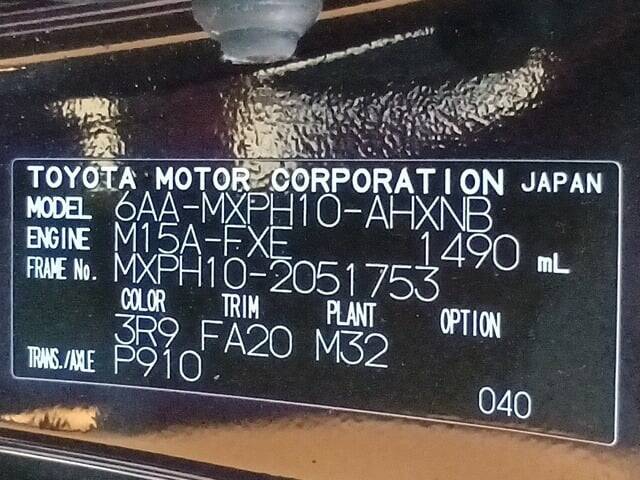 TOYOTA MOTOR CORPORATION JAPAN
MODEL 6AA-MXPH10-AHXNB
ENGINE M15A-FXE 1490 mL
FRAME No. MXPH10-2051753
COLOR TRIM PLANT OPTION
3R9 FA20 M32
TRANS./AXLE P910
040